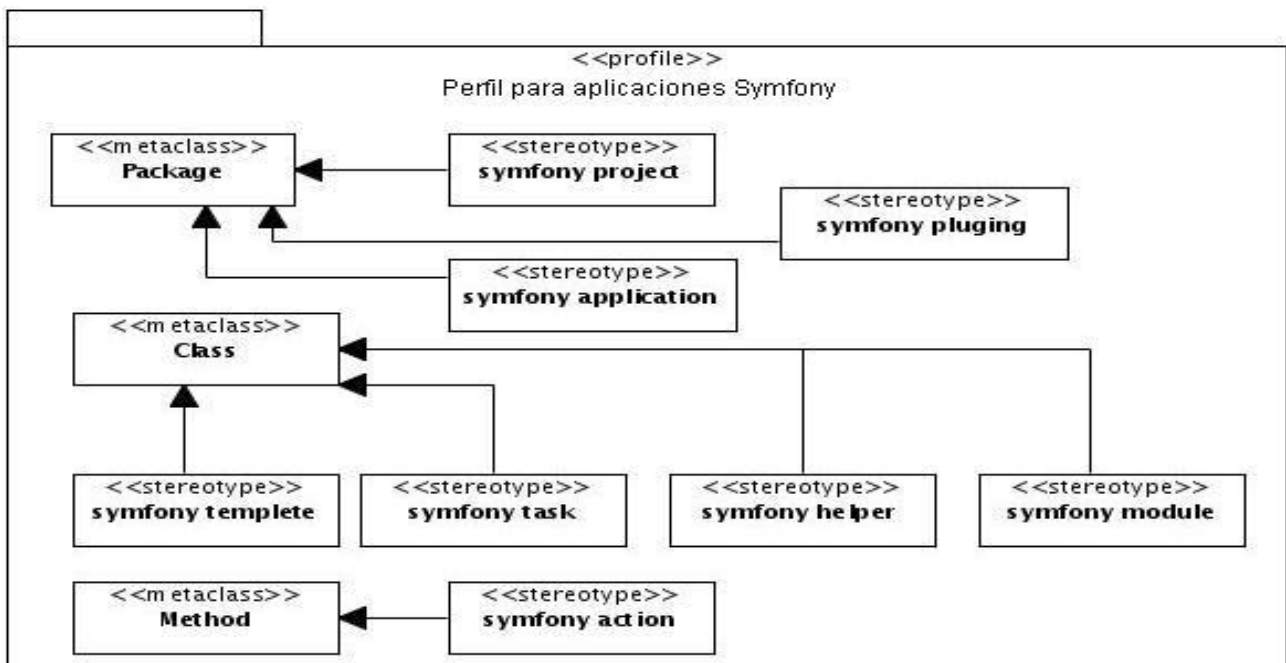 <<profile>>
Perfil para aplicaciones Symfony
<<metaclass>>
Package
<<stereotype>>
symfony project
<<stereotype>>
symfony pluging
<<stereotype>>
symfony application
<<metaclass>>
Class
<<stereotype>>
symfony templete
<<stereotype>>
symfony task
<<stereotype>>
symfony helper
<<stereotype>>
symfony module
<<metaclass>>
Method
<<stereotype>>
symfony action